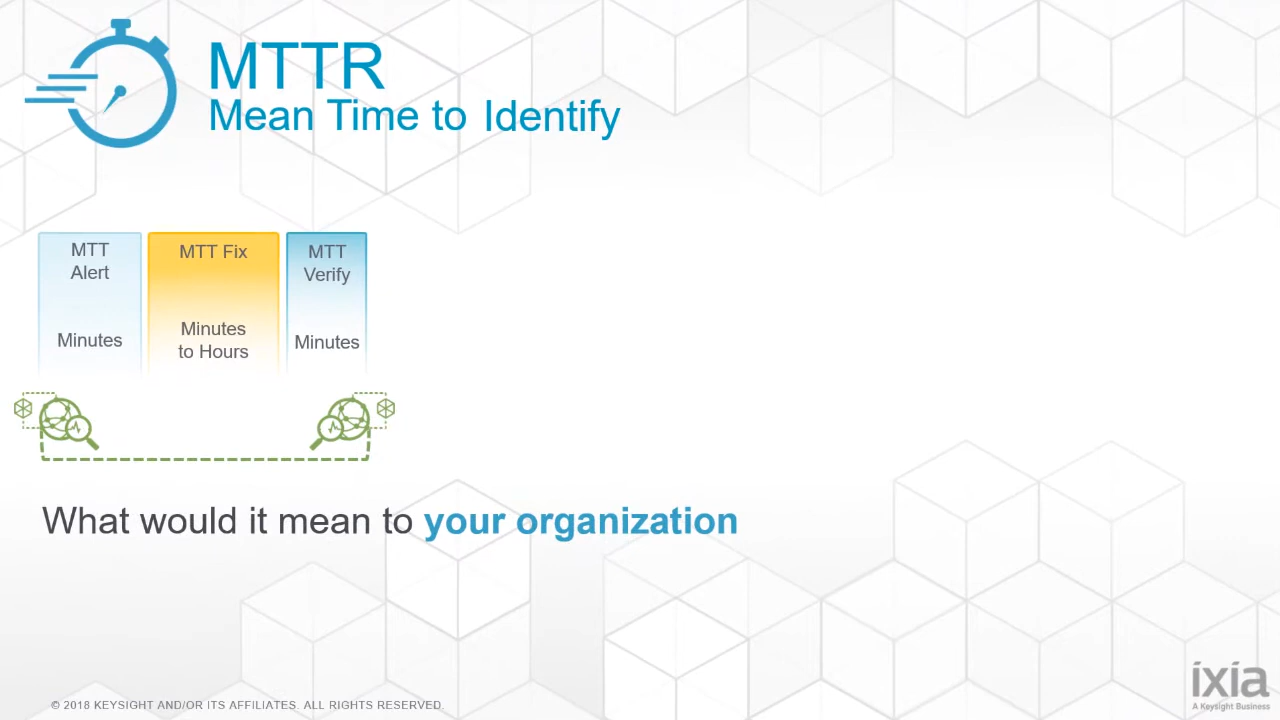 MTTR
Mean Time to Identify
MTT
Alert
Minutes
MTT Fix
Minutes
to Hours
MTT
Verify
Minutes
What would it mean to your organization
© 2018 KEYSIGHT AND/OR ITS AFFILIATES. ALL RIGHTS RESERVED.
ixia
A Keysight Business